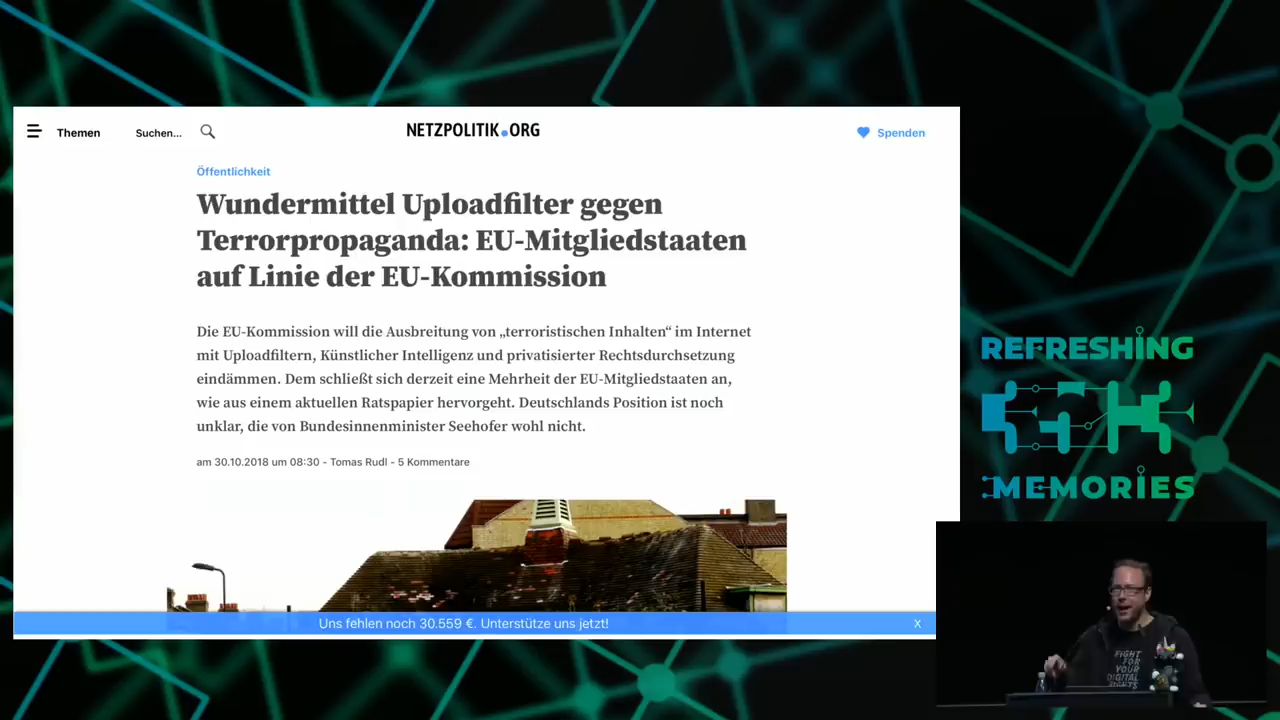 Themen
Suchen...
NETZPOLITIK.ORG
Spenden
Öffentlichkeit
Wundermittel Uploadfilter gegen
Terrorpropaganda: EU-Mitgliedstaaten
auf Linie der EU-Kommission
Die EU-Kommission will die Ausbreitung von „terroristischen Inhalten“ im Internet
mit Uploadfiltern, Künstlicher Intelligenz und privatisierter Rechtsdurchsetzung
eindämmen. Dem schließt sich derzeit eine Mehrheit der EU-Mitgliedstaaten an,
wie aus einem aktuellen Ratspapier hervorgeht. Deutschlands Position ist noch
unklar, die von Bundesinnenminister Seehofer wohl nicht.
am 30.10.2018 um 08:30 - Tomas Rudl - 5 Kommentare
Uns fehlen noch 30.559 €. Unterstütze uns jetzt!
X
REFRESHING
35C3
MEMORIES
FIGHT
FOR
YOUR
DIGITAL
RIGHTS